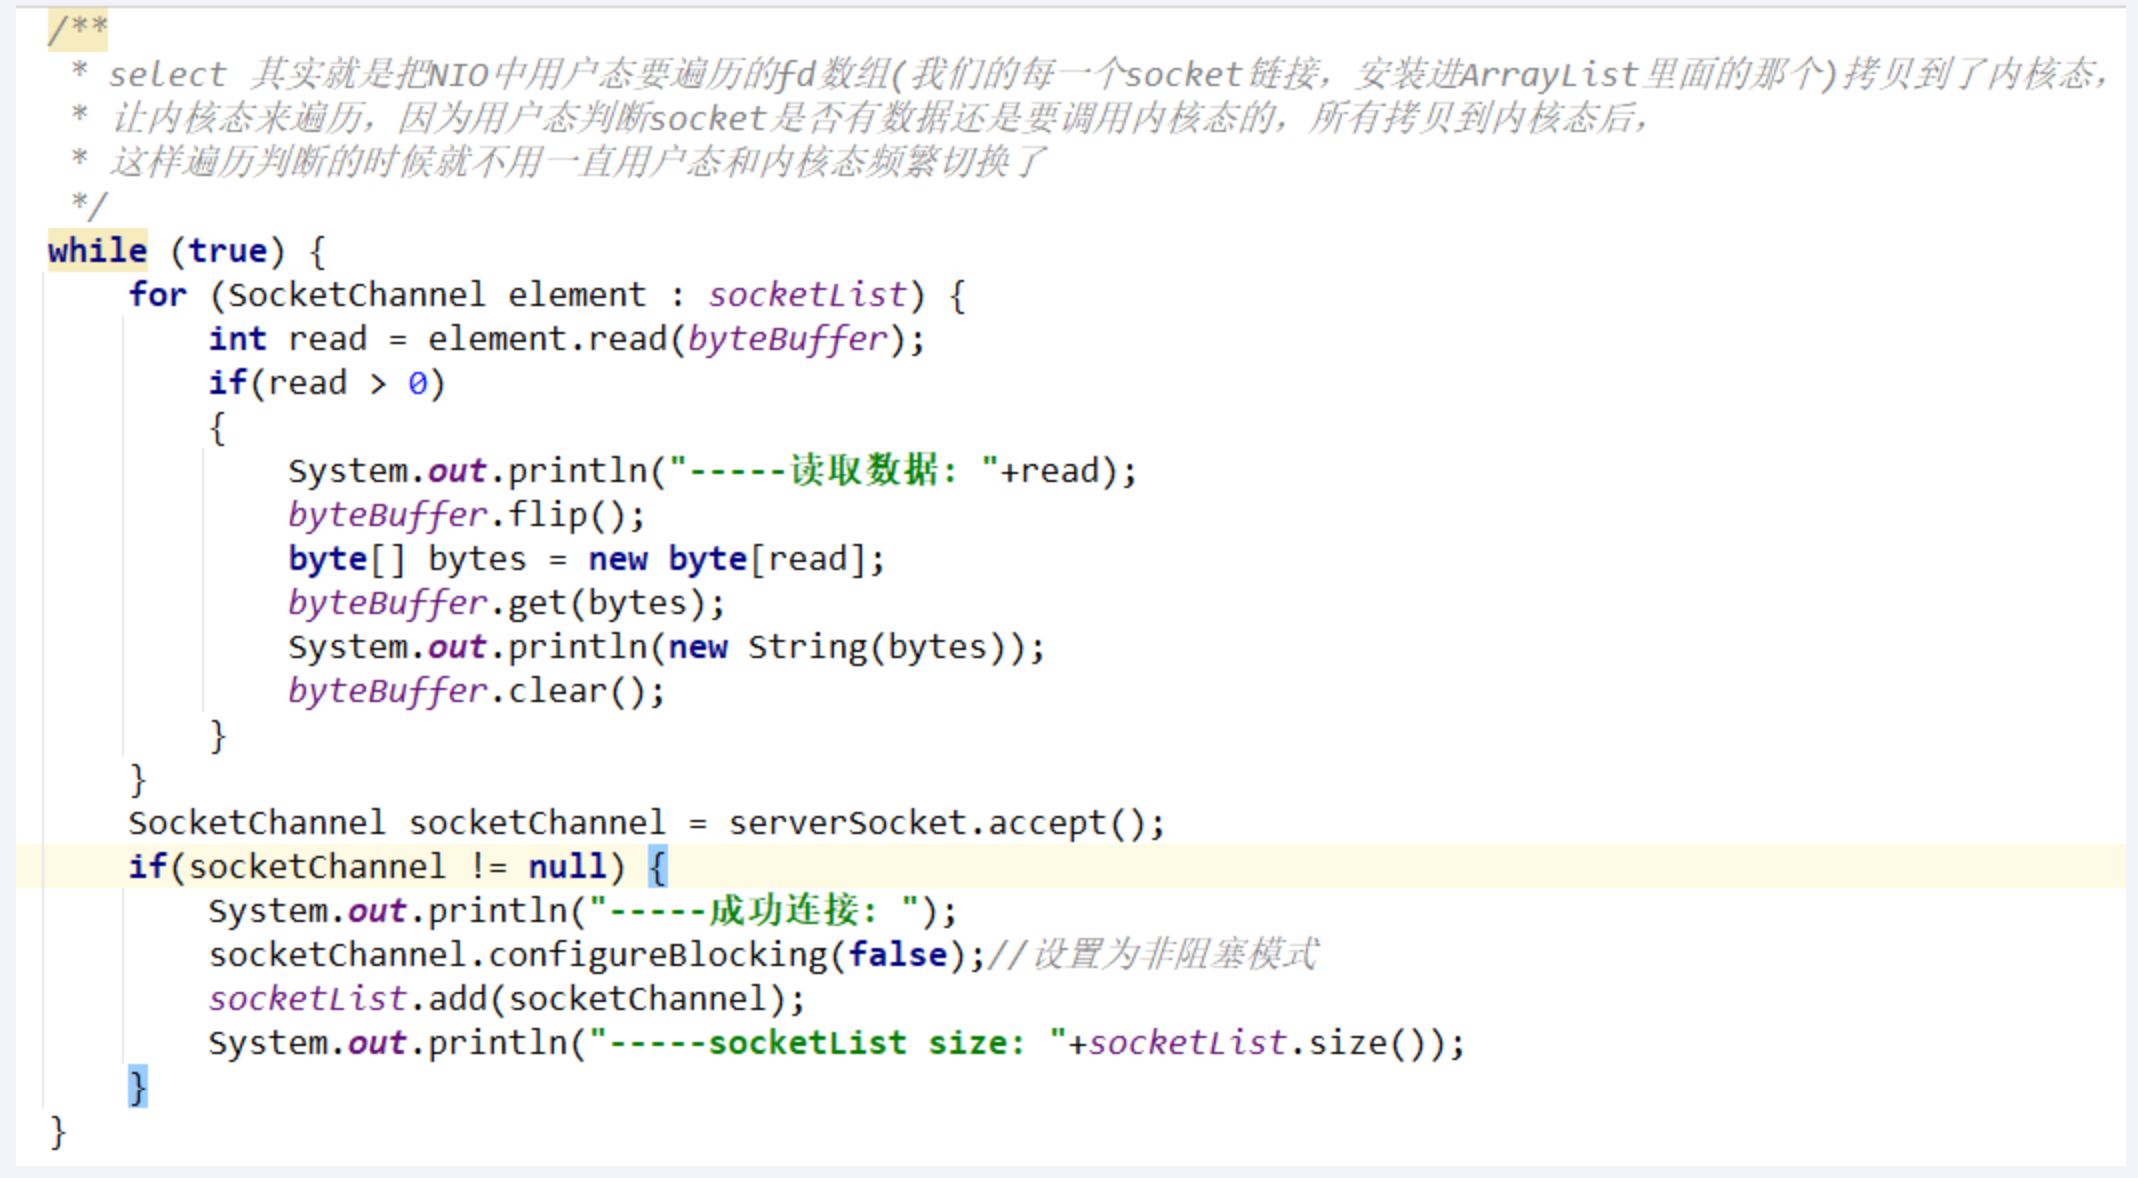 /**
 * select 其实就是把NIO中用户态要遍历的fd数组(我们的每一个socket链接，安装进ArrayList里面的那个)拷贝到了内核态，
 * 让内核态来遍历，因为用户态判断socket是否有数据还是要调用内核态的，所有拷贝到内核态后，
 * 这样遍历判断的时候就不用一直用户态和内核态频繁切换了
 */
while (true) {
    for (SocketChannel element : socketList) {
        int read = element.read(byteBuffer);
        if(read > 0)
        {
            System.out.println("-----读取数据: "+read);
            byteBuffer.flip();
            byte[] bytes = new byte[read];
            byteBuffer.get(bytes);
            System.out.println(new String(bytes));
            byteBuffer.clear();
        }
    }
    SocketChannel socketChannel = serverSocket.accept();
    if(socketChannel != null) {
        System.out.println("-----成功连接: ");
        socketChannel.configureBlocking(false);//设置为非阻塞模式
        socketList.add(socketChannel);
        System.out.println("-----socketList size: "+socketList.size());
    }
}